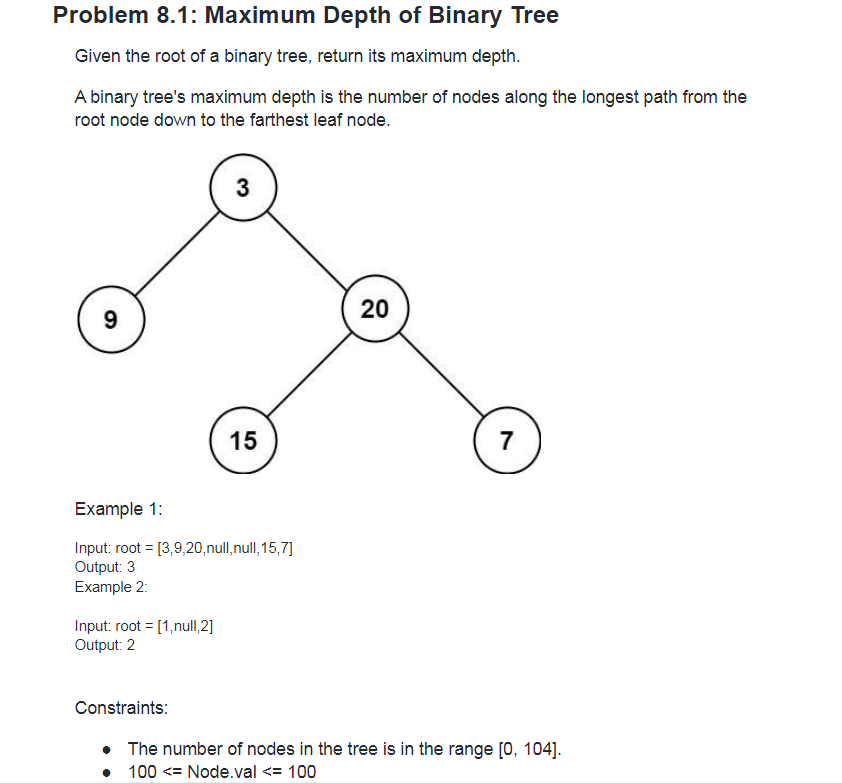 Problem 8.1: Maximum Depth of Binary Tree
Given the root of a binary tree, return its maximum depth.
A binary tree's maximum depth is the number of nodes along the longest path from the
root node down to the farthest leaf node.
3
9
20
15
7
Example 1:
Input: root = [3,9,20,null,null,15,7]
Output: 3
Example 2:
Input: root = [1,null,2]
Output: 2
Constraints:
● The number of nodes in the tree is in the range [0, 104].
● 100 <= Node.val <= 100